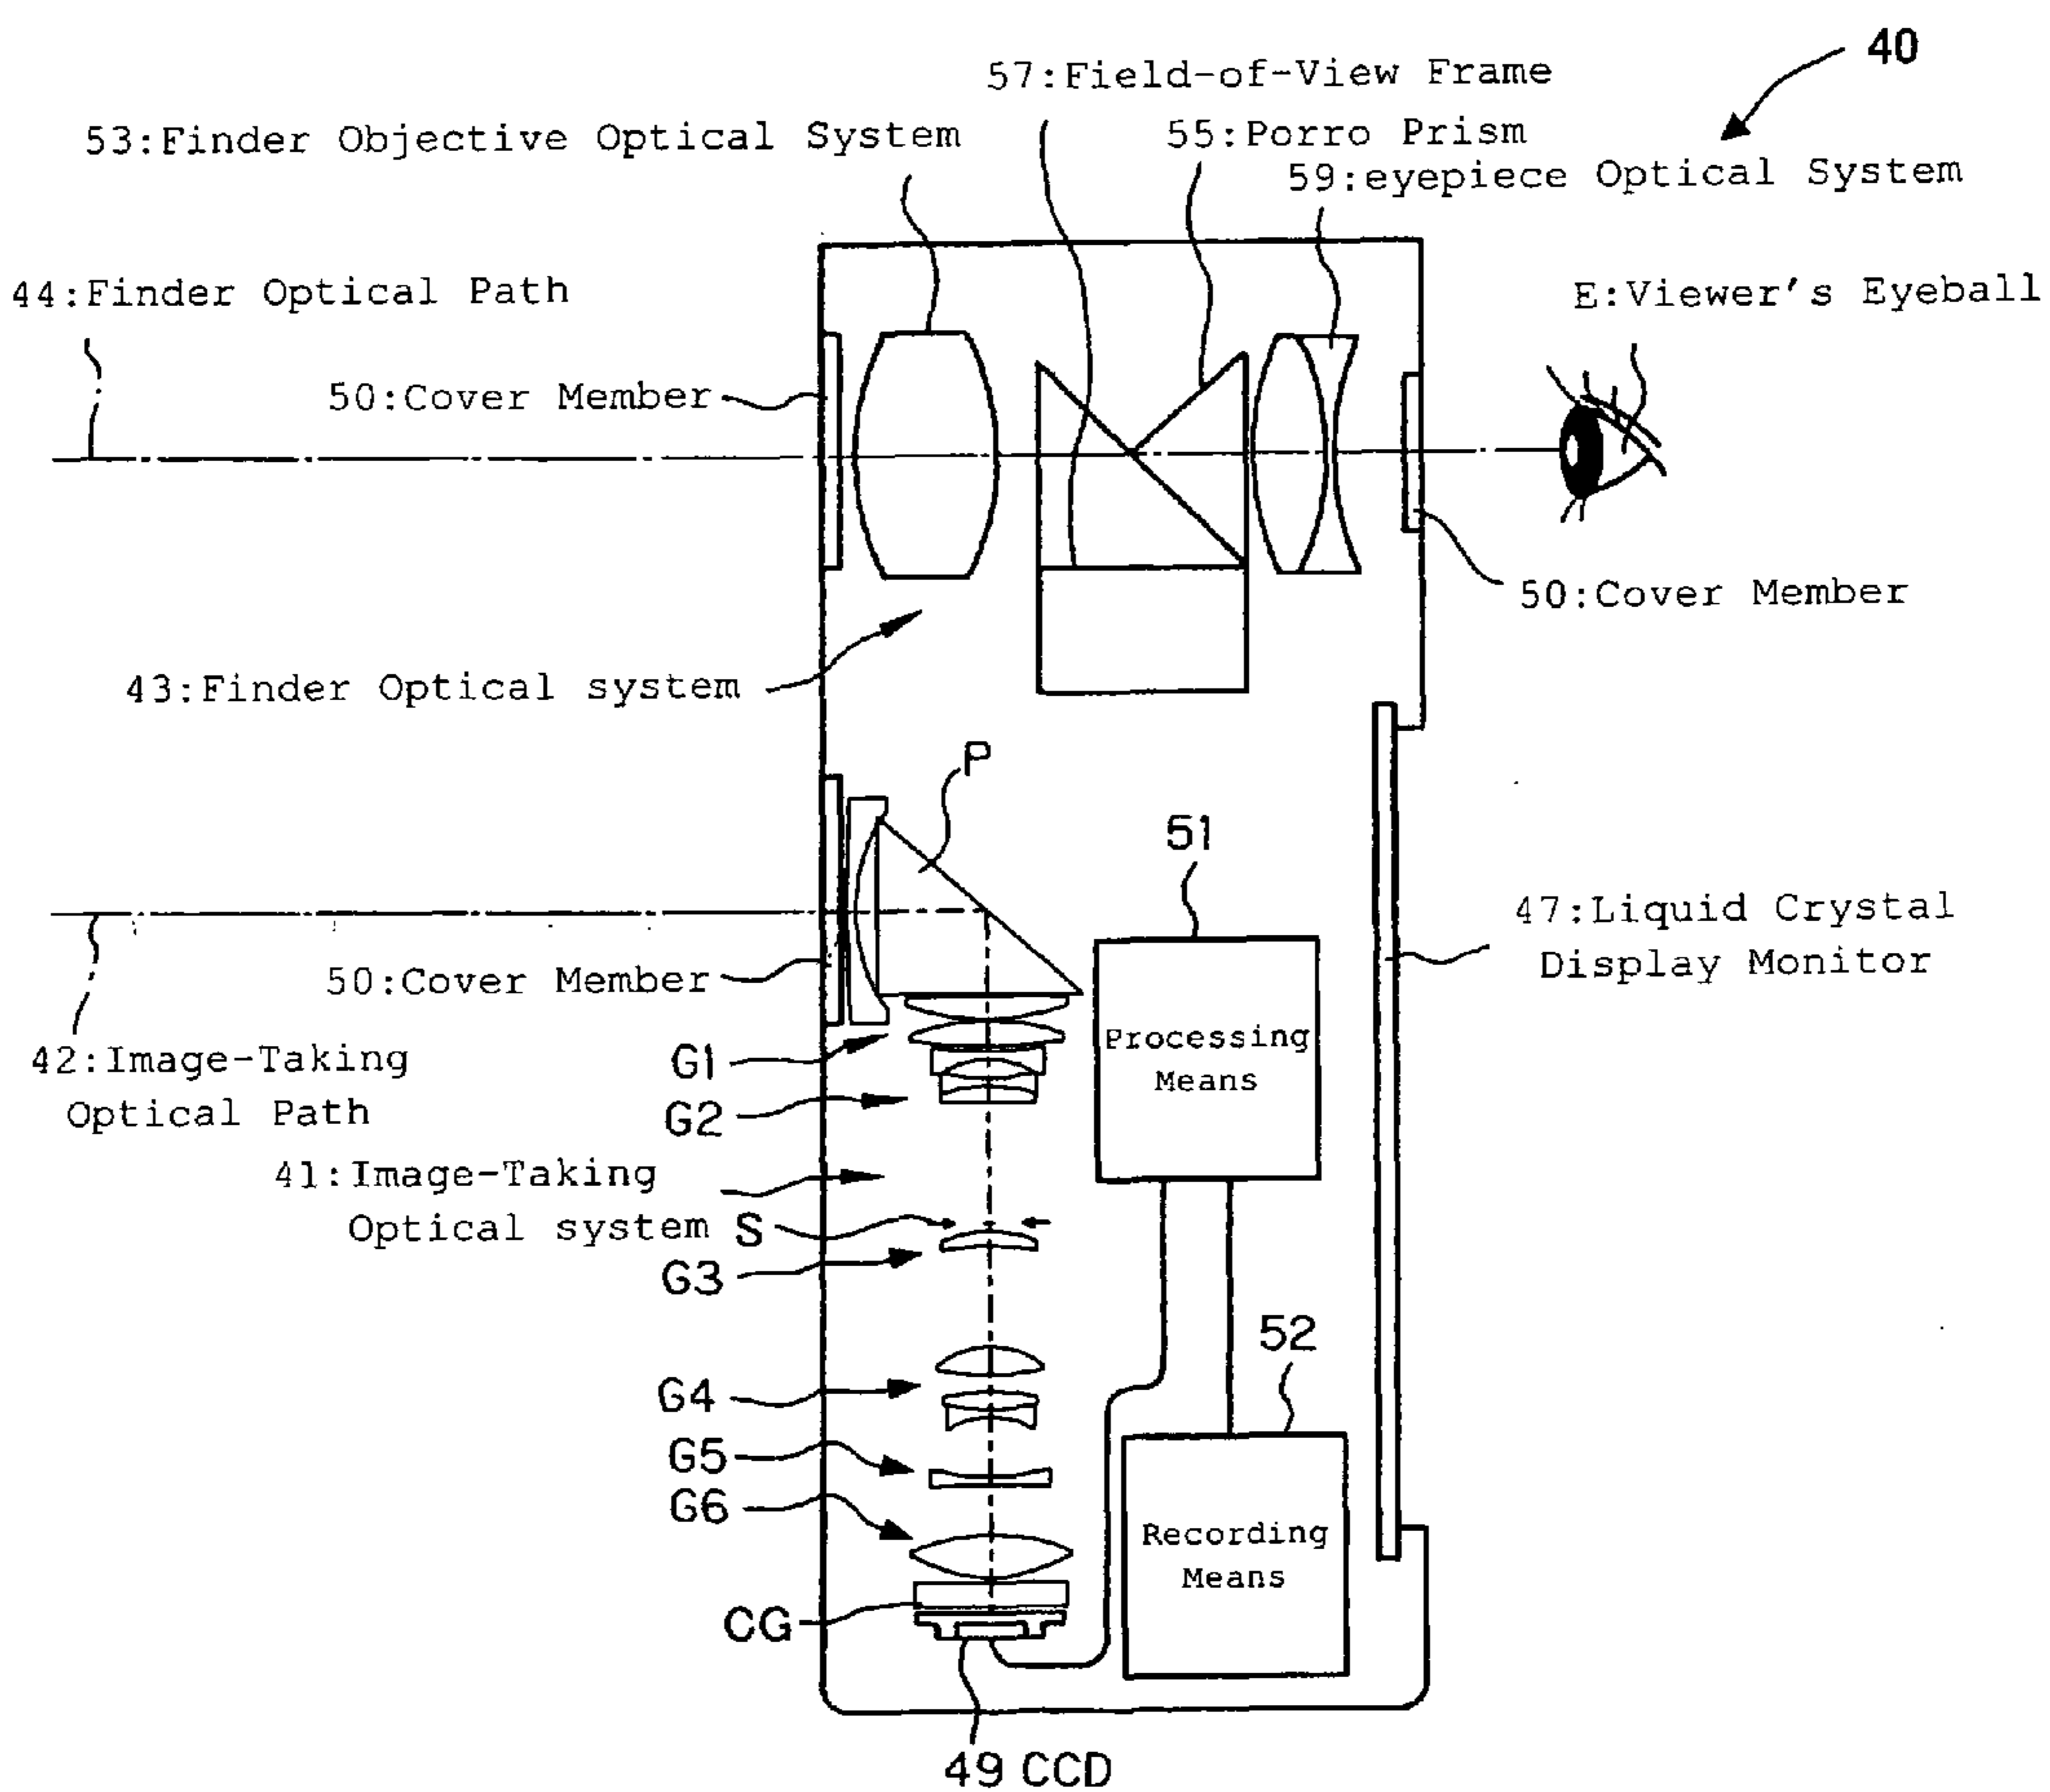 40
57:Field-of-View Frame
53:Finder Objective Optical System
55:Porro Prism
59:eyepiece Optical System
44:Finder Optical Path
E:Viewer's Eyeball
50:Cover Member
50:Cover Member
43:Finder Optical system
P
51
47:Liquid Crystal
Display Monitor
50:Cover Member
Processing
Means
42:Image-Taking
Optical Path
G1
G2
41:Image-Taking
Optical system
S
G3
52
G4
G5
G6
Recording
Means
CG
49 CCD